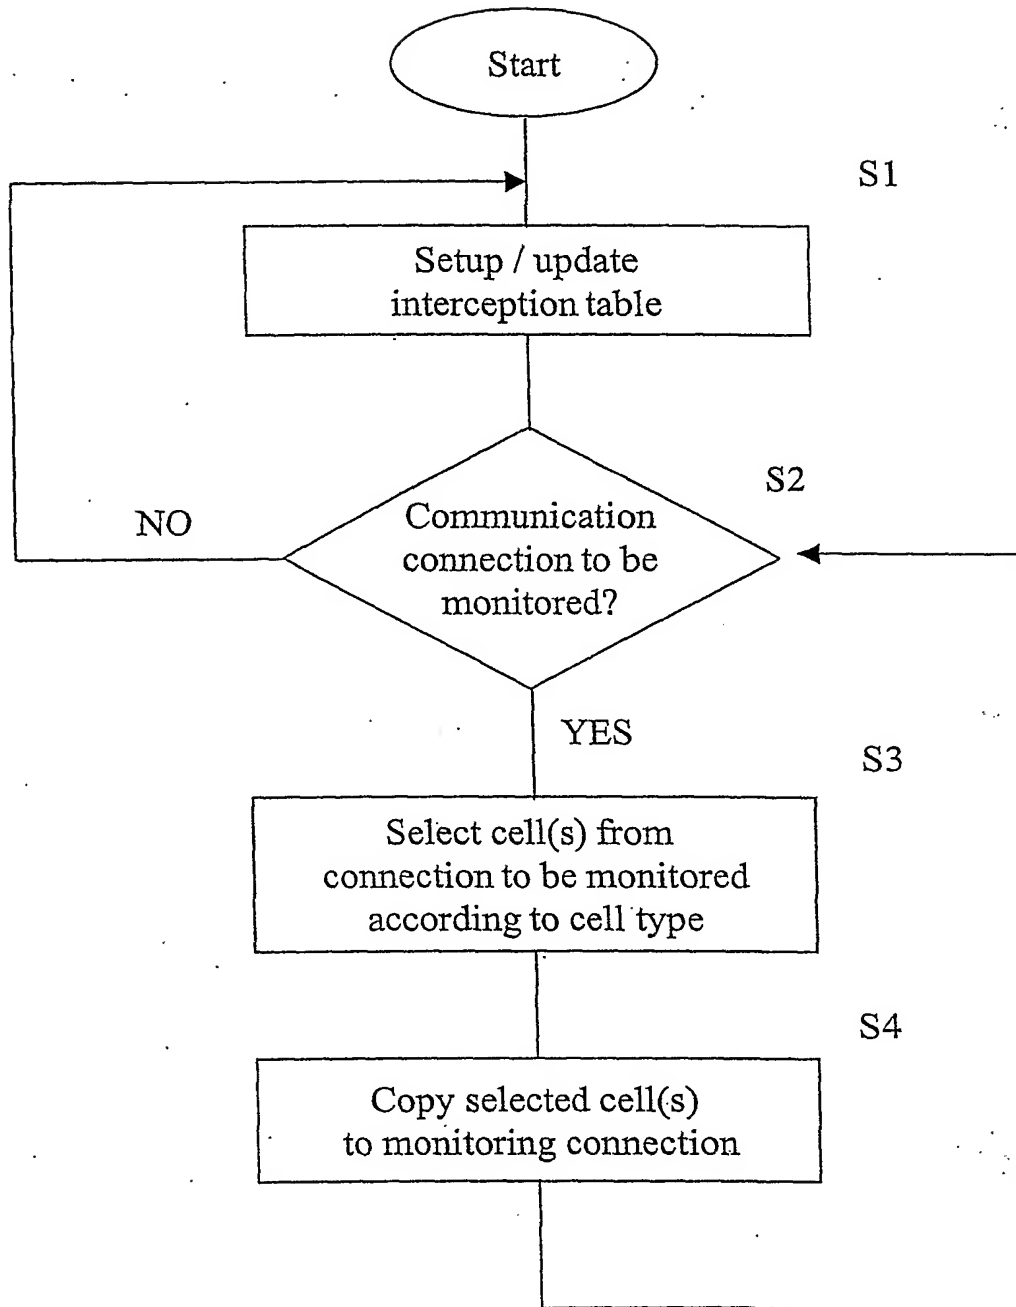 Start
S1
Setup / update
interception table
S2
NO
Communication
connection to be
monitored?
YES
S3
Select cell(s) from
connection to be monitored
according to cell type
S4
Copy selected cell(s)
to monitoring connection